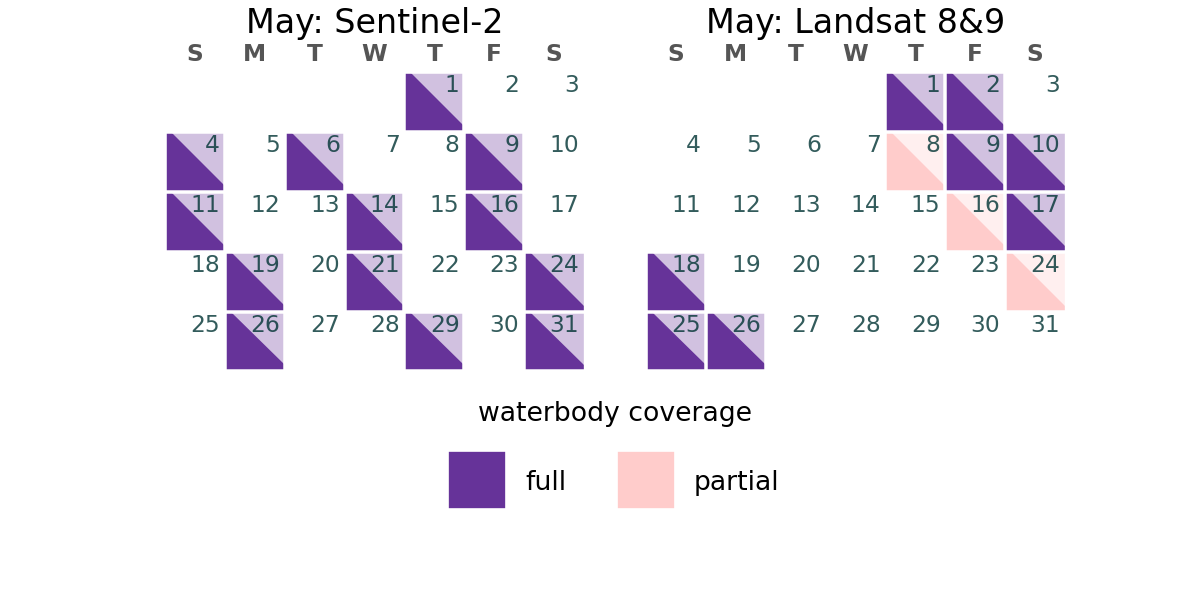 May: Sentinel-2
S M T W T F S
1 2 3
4 5 6 7 8 9 10
11 12 13 14 15 16 17
18 19 20 21 22 23 24
25 26 27 28 29 30 31
May: Landsat 8&9
S M T W T F S
1 2 3
4 5 6 7 8 9 10
11 12 13 14 15 16 17
18 19 20 21 22 23 24
25 26 27 28 29 30 31
waterbody coverage
full
partial